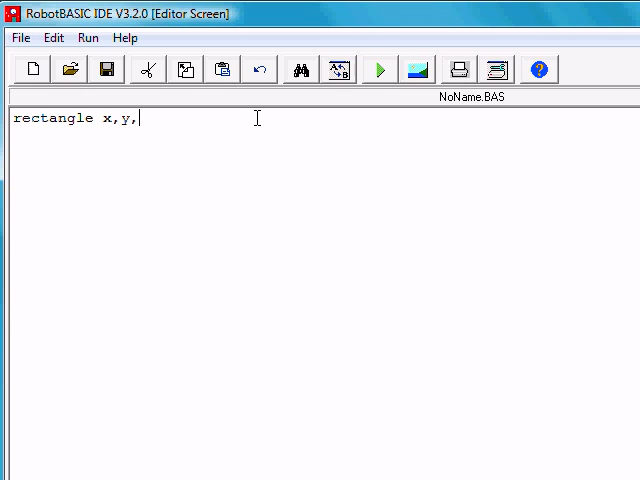 RobotBASIC IDE V3.2.0 [Editor Screen]
File Edit Run Help
A B
?
NoName.BAS
rectangle x,y,